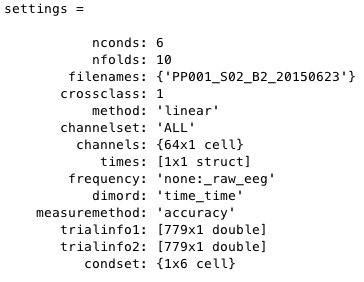 settings =
nconds: 6
nfolds: 10
filenames: {'PP001_S02_B2_20150623'}
crossclass: 1
method: 'linear'
channelset: 'ALL'
channels: {64x1 cell}
times: [1x1 struct]
frequency: 'none:_raw_eeg'
dimord: 'time_time'
measuremethod: 'accuracy'
trialinfo1: [779x1 double]
trialinfo2: [779x1 double]
condset: {1x6 cell}